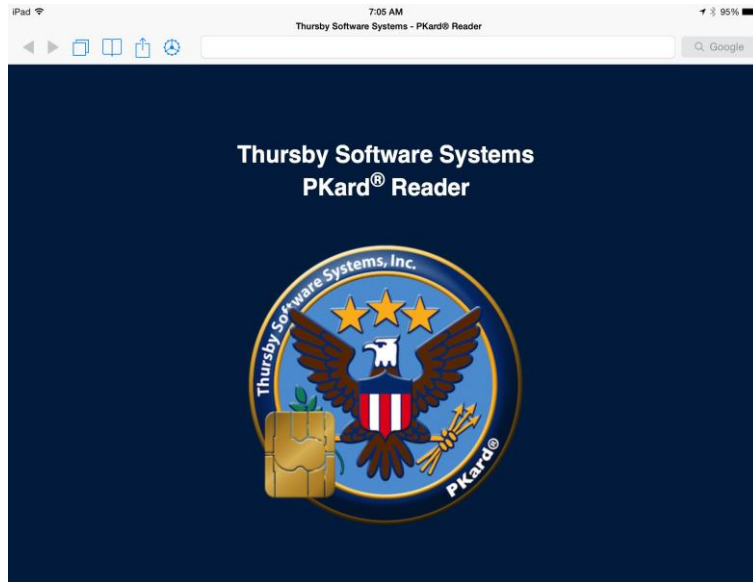 iPad 7:05 AM 95%
Thursby Software Systems - PKard® Reader
Google
Thursby Software Systems
PKard® Reader
Thursby Software Systems, Inc.
PKard®